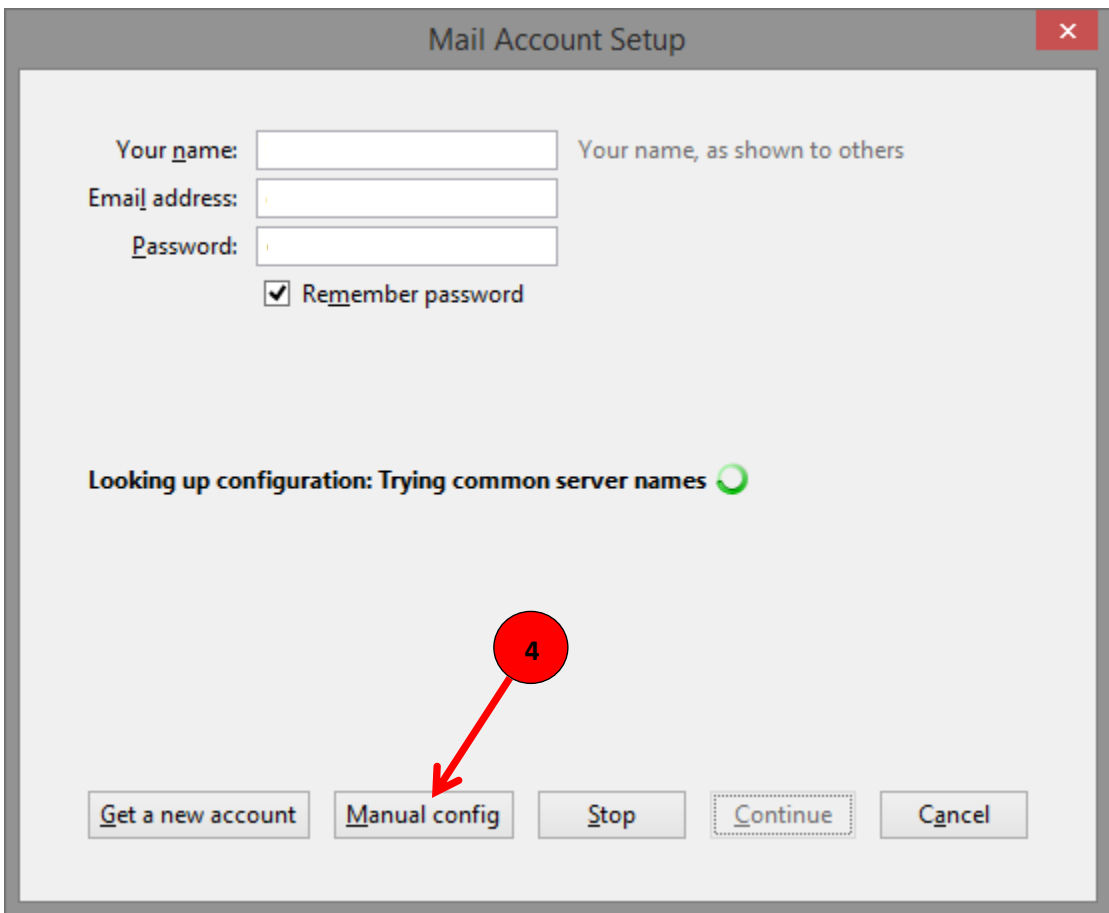 Mail Account Setup
Your name:
Your name, as shown to others
Email address:
Password:
Remember password
Looking up configuration: Trying common server names
4
Get a new account
Manual config
Stop
Continue
Cancel